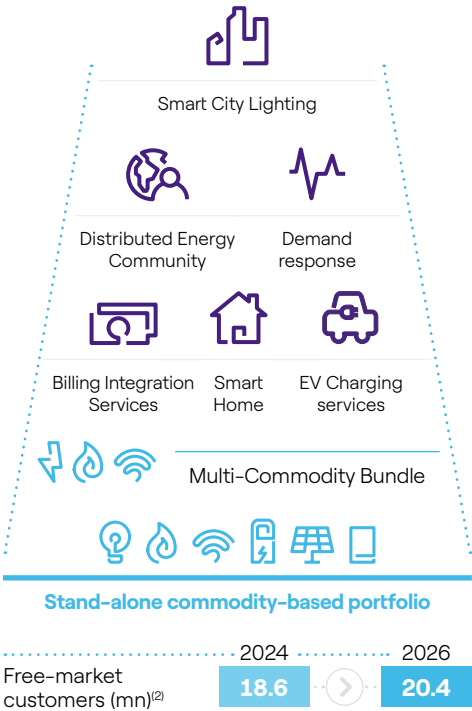 Smart City Lighting
Distributed Energy
Community
Demand
response
Billing Integration
Services
Smart
Home
EV Charging
services
Multi-Commodity Bundle
Stand-alone commodity-based portfolio
2024
2026
Free-market
customers (mn)(2)
18.6
20.4